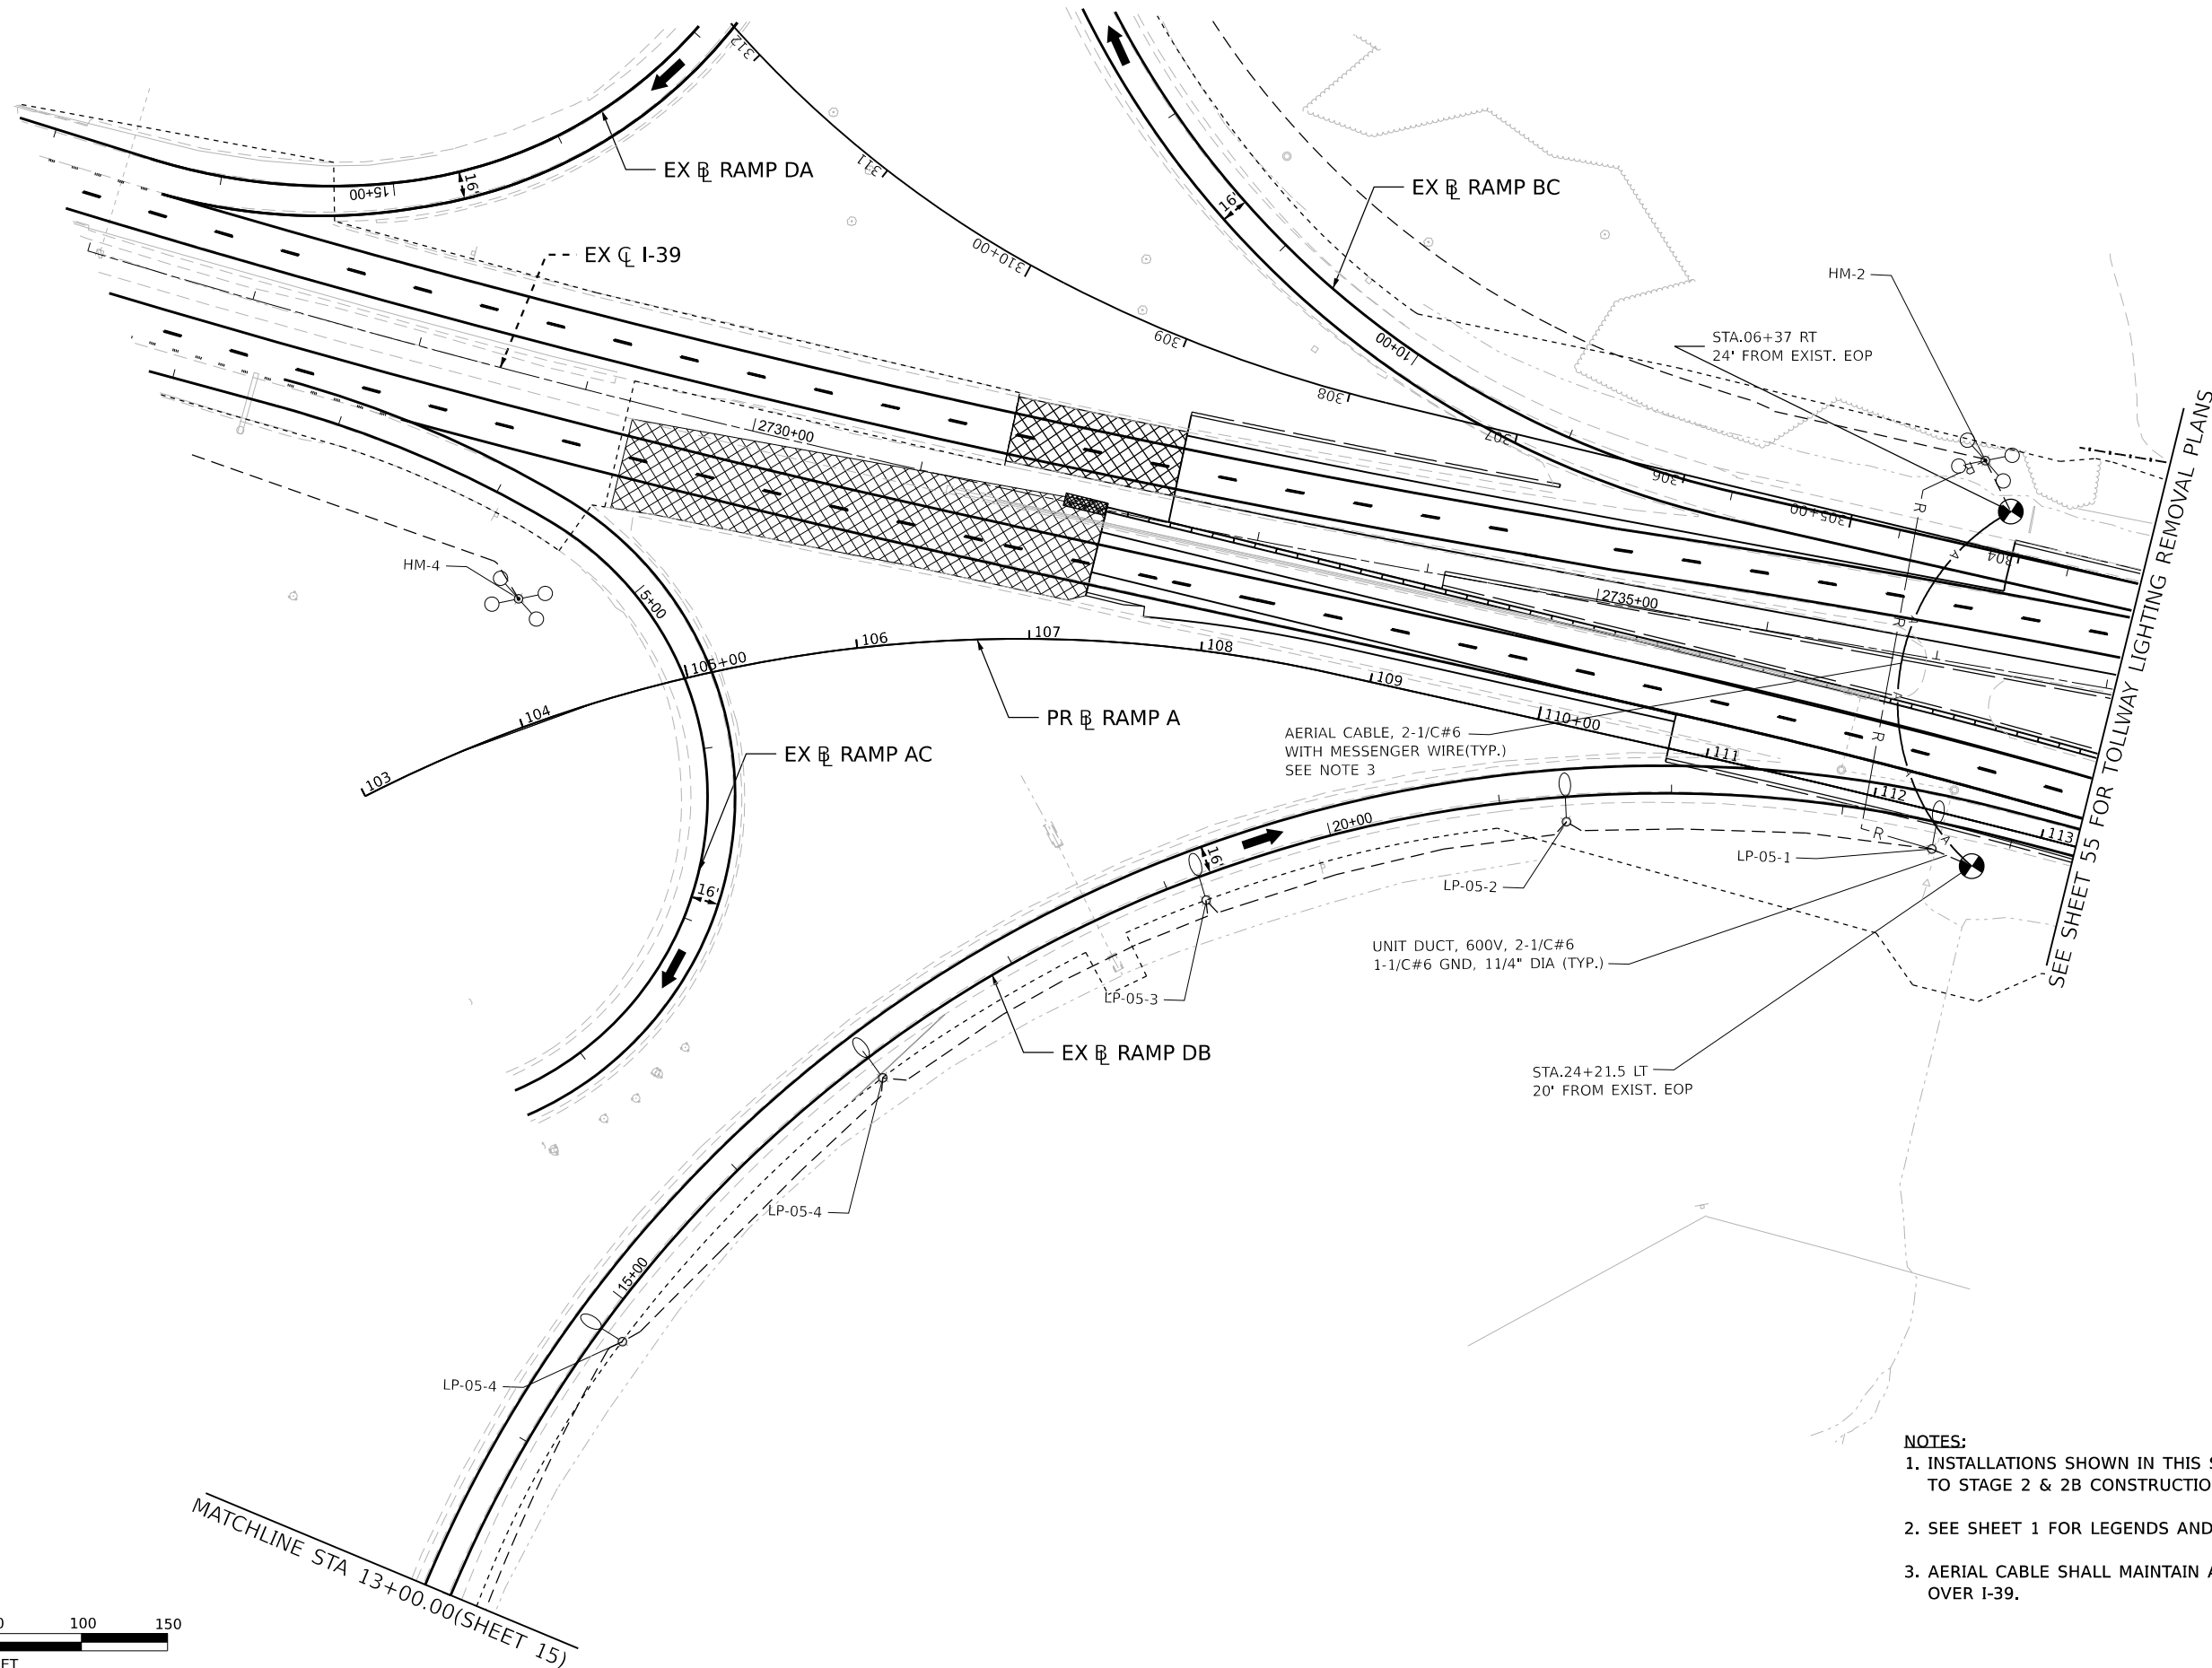 312
311
310+00
309
308
307
306
305+00
304
EX BL RAMP DA
15+00
16'
EX CL I-39
EX BL RAMP BC
16'
10+00
HM-2
STA.06+37 RT
24' FROM EXIST. EOP
2730+00
2735+00
HM-4
5+00
103
104
105+00
106
107
108
109
110+00
111
112
113
PR BL RAMP A
EX BL RAMP AC
16'
AERIAL CABLE, 2-1/C#6
WITH MESSENGER WIRE(TYP.)
SEE NOTE 3
R
R
R
R
A
A
A
A
A
20+00
16'
LP-05-1
LP-05-2
LP-05-3
UNIT DUCT, 600V, 2-1/C#6
1-1/C#6 GND, 11/4" DIA (TYP.)
EX BL RAMP DB
STA.24+21.5 LT
20' FROM EXIST. EOP
LP-05-4
15+00
LP-05-4
SEE SHEET 55 FOR TOLLWAY LIGHTING REMOVAL PLANS
MATCHLINE STA 13+00.00(SHEET 15)
NOTES:
1. INSTALLATIONS SHOWN IN THIS
TO STAGE 2 & 2B
2. SEE SHEET 1 FOR LEGENDS AND
3. AERIAL CABLE SHALL MAINTAIN
OVER I-39.
100 150